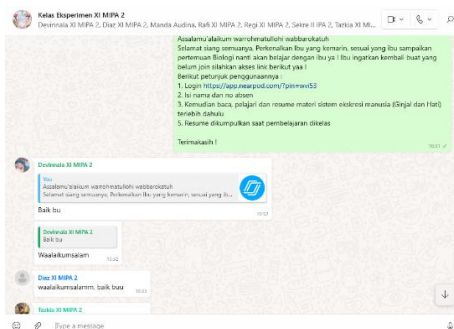 Kelas Eksperimen XI MIPA 2
Devinnala XI MIPA 2, Diaz XI MIPA 2, Manda Audina, Rafi XI MIPA 2, Regi XI MIPA 2, Sekre II IPA 2, Tazkia XI MI...
Assalamu'alaikum warrohmatullohi wabbarokatuh
Selamat siang semuanya, Perkenalkan Ibu yang kemarin, sesuai yang ibu sampaikan
pertemuan Biologi nanti akan belajar dengan ibu ya ! Ibu ingatkan kembali buat yang
belum join silahkan akses link berikut yaa !
Berikut petunjuk penggunaannya :
1. Login https://app.nearpod.com/?pin=wvi53
2. Isi nama dan no absen
3. Kemudian baca, pelajari dan resume materi sistem ekskresi manusia (Ginjal dan Hati)
terlebih dahulu
5. Resume dikumpulkan saat pembelajaran dikelas
Terimakasih !
Devinnala XI MIPA 2
You
Assalamu'alaikum warrohmatullohi wabbarokatuh
Selamat siang semuanya, Perkenalkan Ibu yang kemarin, sesuai yang ib...
Baik bu
Devinnala XI MIPA 2
Baik bu
Waalaikumsalam
Diaz XI MIPA 2
waalaikumsalamm, baik buu
Tazkia XI MIPA 2
Type a message